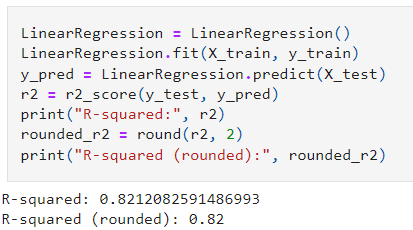 LinearRegression = LinearRegression()
LinearRegression.fit(X_train, y_train)
y_pred = LinearRegression.predict(X_test)
r2 = r2_score(y_test, y_pred)
print("R-squared:", r2)
rounded_r2 = round(r2, 2)
print("R-squared (rounded):", rounded_r2)
R-squared: 0.8212082591486993
R-squared (rounded): 0.82